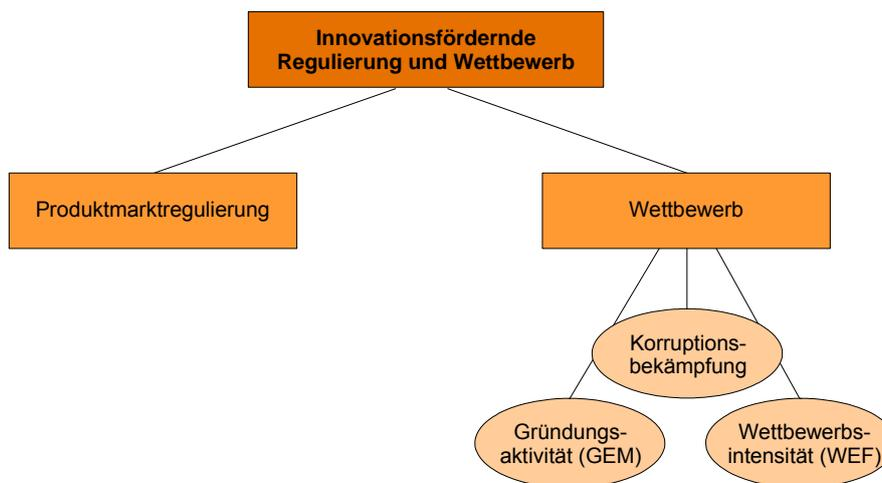 Innovationsfördernde
Regulierung und Wettbewerb
Produktmarktregulierung
Wettbewerb
Korruptions-
bekämpfung
Gründungs-
aktivität (GEM)
Wettbewerbs-
intensität (WEF)